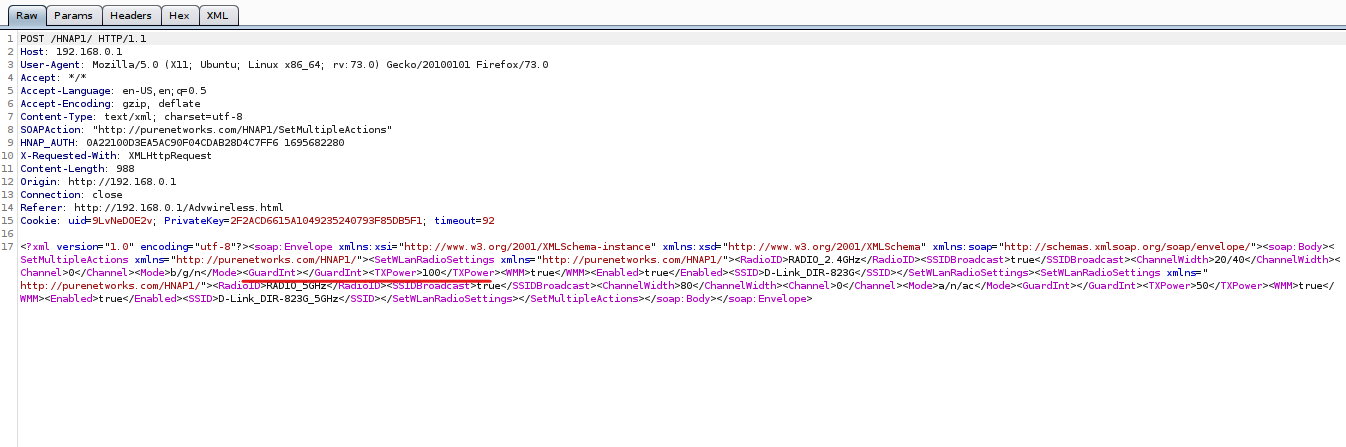 Raw Params Headers Hex XML
1 POST /HNAP1/ HTTP/1.1
2 Host: 192.168.0.1
3 User-Agent: Mozilla/5.0 (X11; Ubuntu; Linux x86_64; rv:73.0) Gecko/20100101 Firefox/73.0
4 Accept: */*
5 Accept-Language: en-US,en;q=0.5
6 Accept-Encoding: gzip, deflate
7 Content-Type: text/xml; charset=utf-8
8 SOAPAction: "http://purenetworks.com/HNAP1/SetMultipleActions"
9 HNAP_AUTH: 0A22100D3EA5AC90F04CDAB28D4C7FF6 1695682280
10 X-Requested-With: XMLHttpRequest
11 Content-Length: 988
12 Origin: http://192.168.0.1
13 Connection: close
14 Referer: http://192.168.0.1/Advwireless.html
15 Cookie: uid=9LvNeDOE2v; PrivateKey=2F2ACD6615A1049235240793F85DB5F1; timeout=92
16
17 <?xml version="1.0" encoding="utf-8"?><soap:Envelope xmlns:xsi="http://www.w3.org/2001/XMLSchema-instance" xmlns:xsd="http://www.w3.org/2001/XMLSchema" xmlns:soap="http://schemas.xmlsoap.org/soap/envelope/"><soap:Body><
SetMultipleActions xmlns="http://purenetworks.com/HNAP1/"><SetWLanRadioSettings xmlns="http://purenetworks.com/HNAP1/"><RadioID>RADIO_2.4GHz</RadioID><SSIDBroadcast>true</SSIDBroadcast><ChannelWidth>20/40</ChannelWidth><
Channel>0</Channel><Mode>b/g/n</Mode><GuardInt></GuardInt><TXPower>100</TXPower><WMM>true</WMM><Enabled>true</Enabled><SSID>D-Link_DIR-823G</SSID></SetWLanRadioSettings><SetWLanRadioSettings xmlns="
http://purenetworks.com/HNAP1/"><RadioID>RADIO_5GHz</RadioID><SSIDBroadcast>true</SSIDBroadcast><ChannelWidth>80</ChannelWidth><Channel>0</Channel><Mode>a/n/ac</Mode><GuardInt></GuardInt><TXPower>50</TXPower><WMM>true</
WMM><Enabled>true</Enabled><SSID>D-Link_DIR-823G_5GHz</SSID></SetWLanRadioSettings></SetMultipleActions></soap:Body></soap:Envelope>